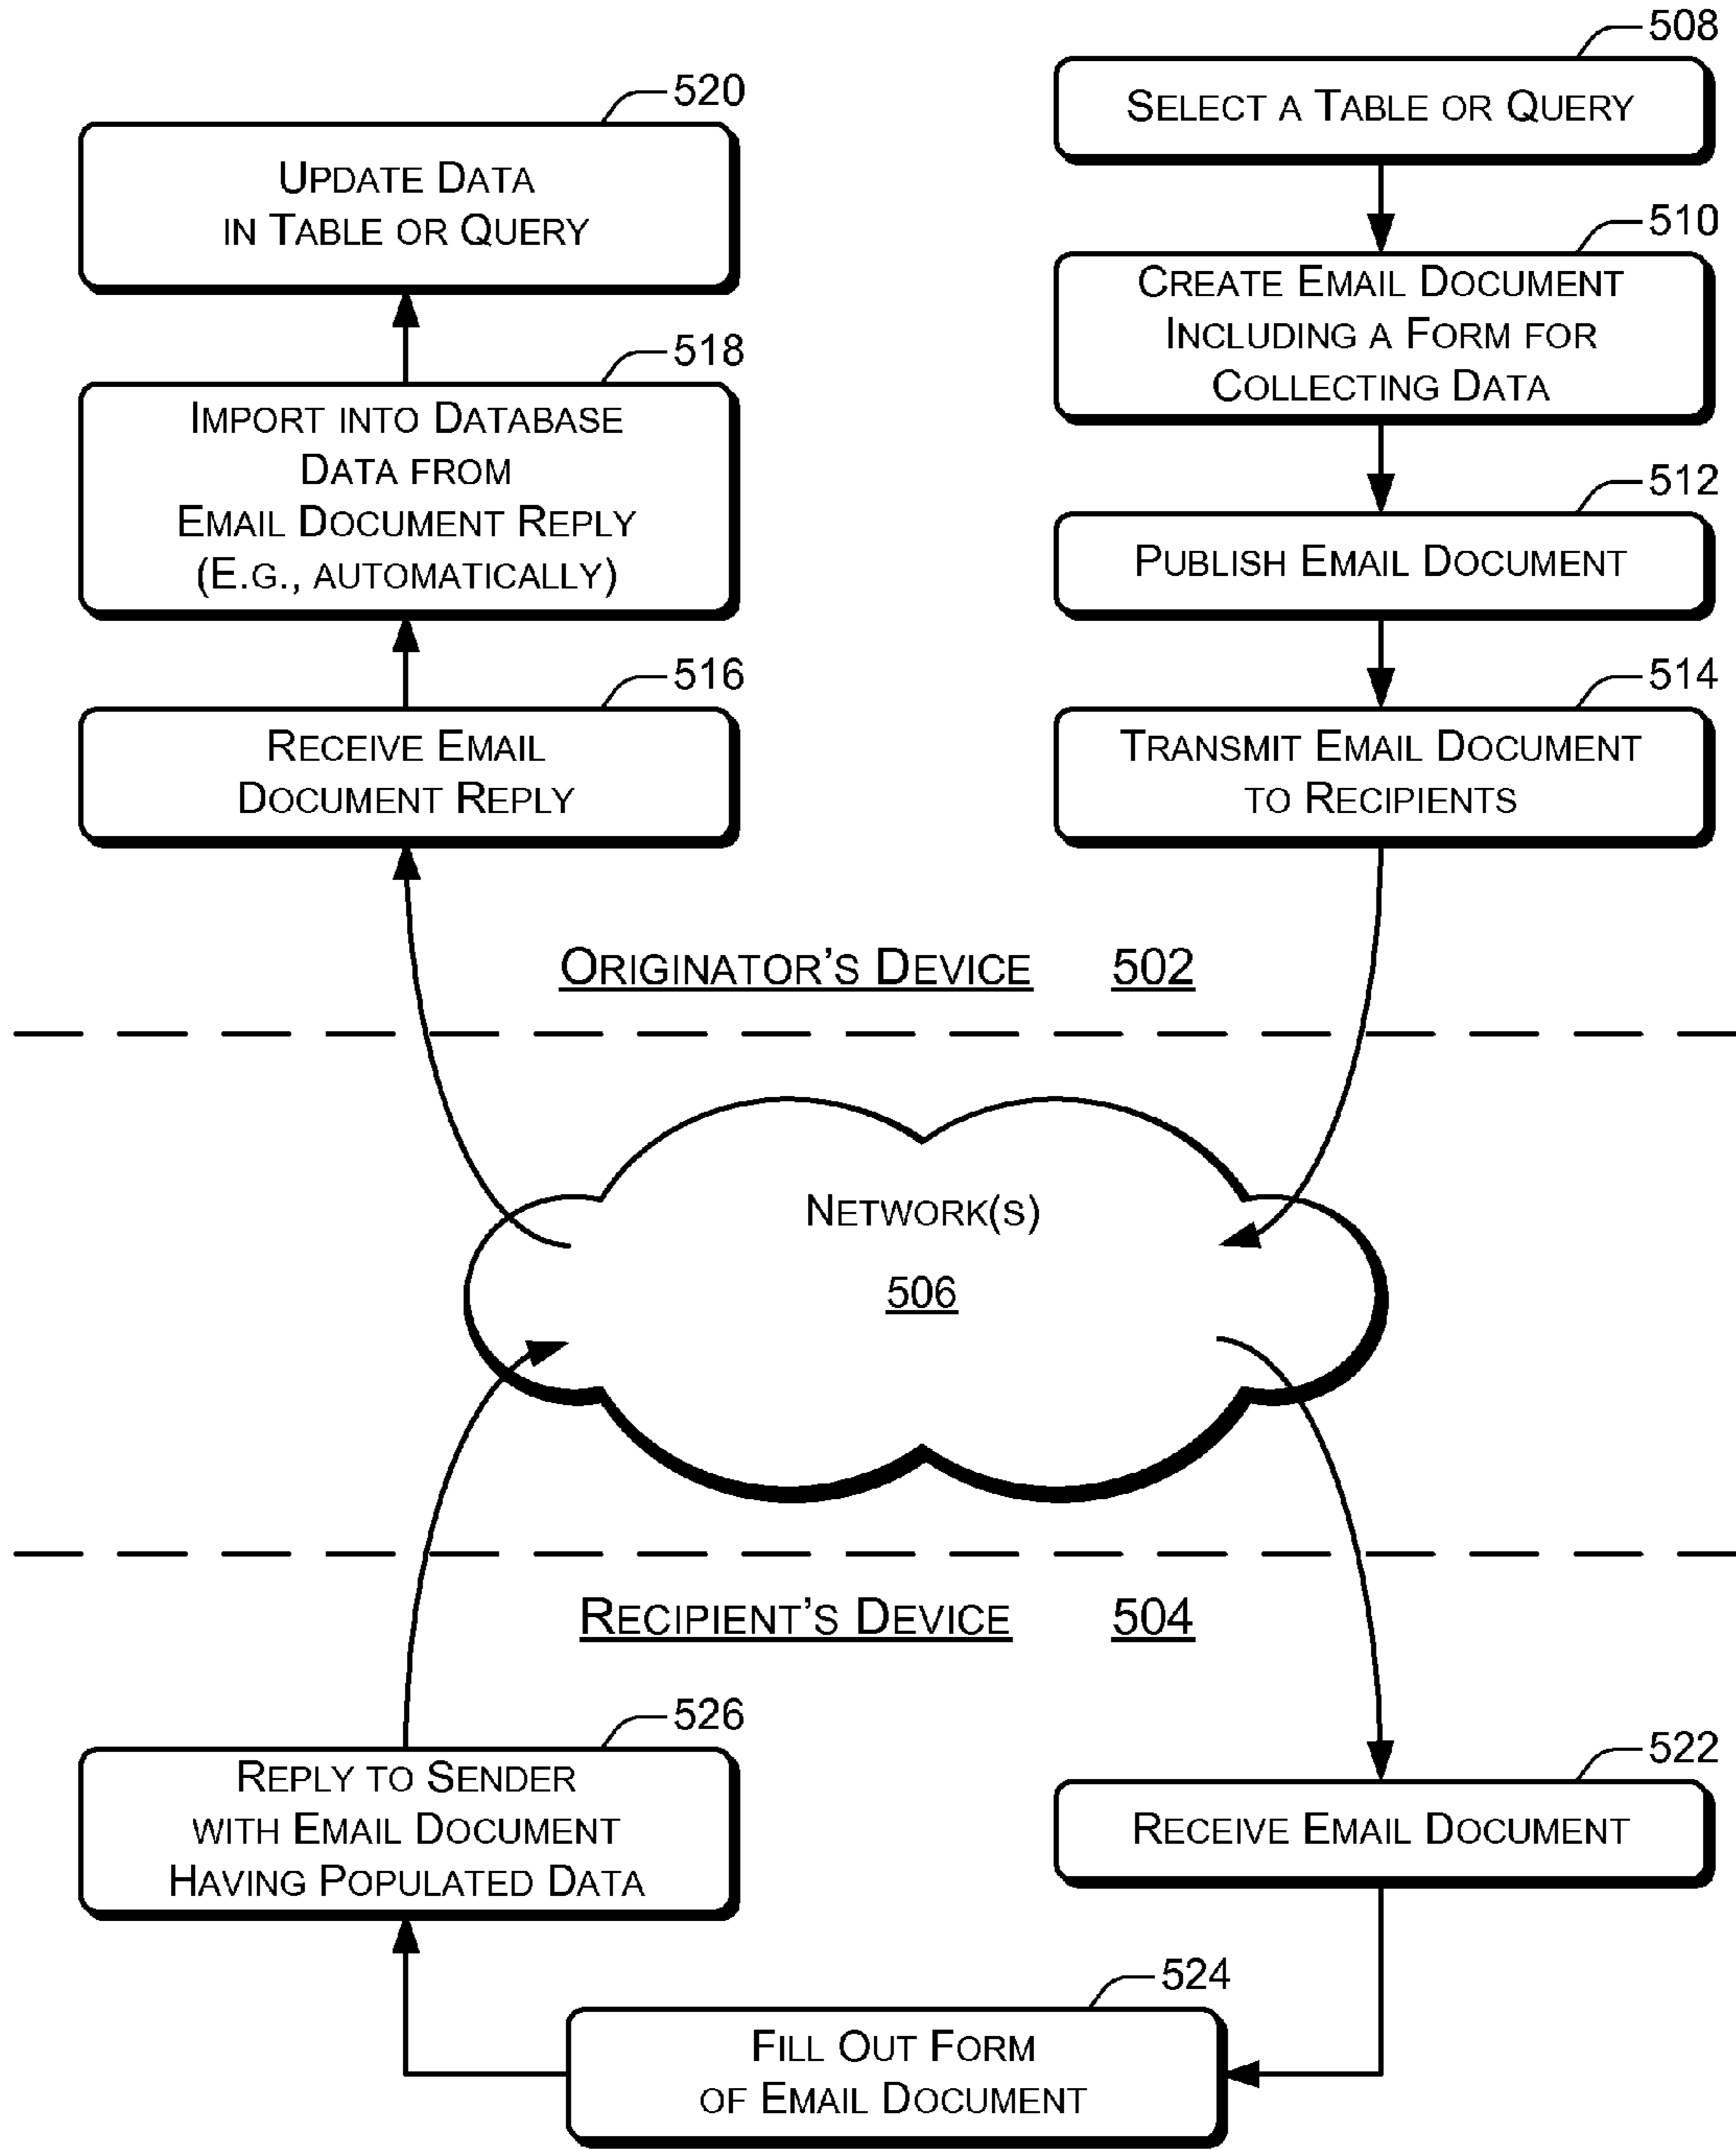 508
SELECT A TABLE OR QUERY
510
CREATE EMAIL DOCUMENT
INCLUDING A FORM FOR
COLLECTING DATA
512
PUBLISH EMAIL DOCUMENT
514
TRANSMIT EMAIL DOCUMENT
TO RECIPIENTS
520
UPDATE DATA
IN TABLE OR QUERY
518
IMPORT INTO DATABASE
DATA FROM
EMAIL DOCUMENT REPLY
(E.G., AUTOMATICALLY)
516
RECEIVE EMAIL
DOCUMENT REPLY
ORIGINATOR'S DEVICE 502
NETWORK(S)
506
RECIPIENT'S DEVICE 504
526
REPLY TO SENDER
WITH EMAIL DOCUMENT
HAVING POPULATED DATA
522
RECEIVE EMAIL DOCUMENT
524
FILL OUT FORM
OF EMAIL DOCUMENT